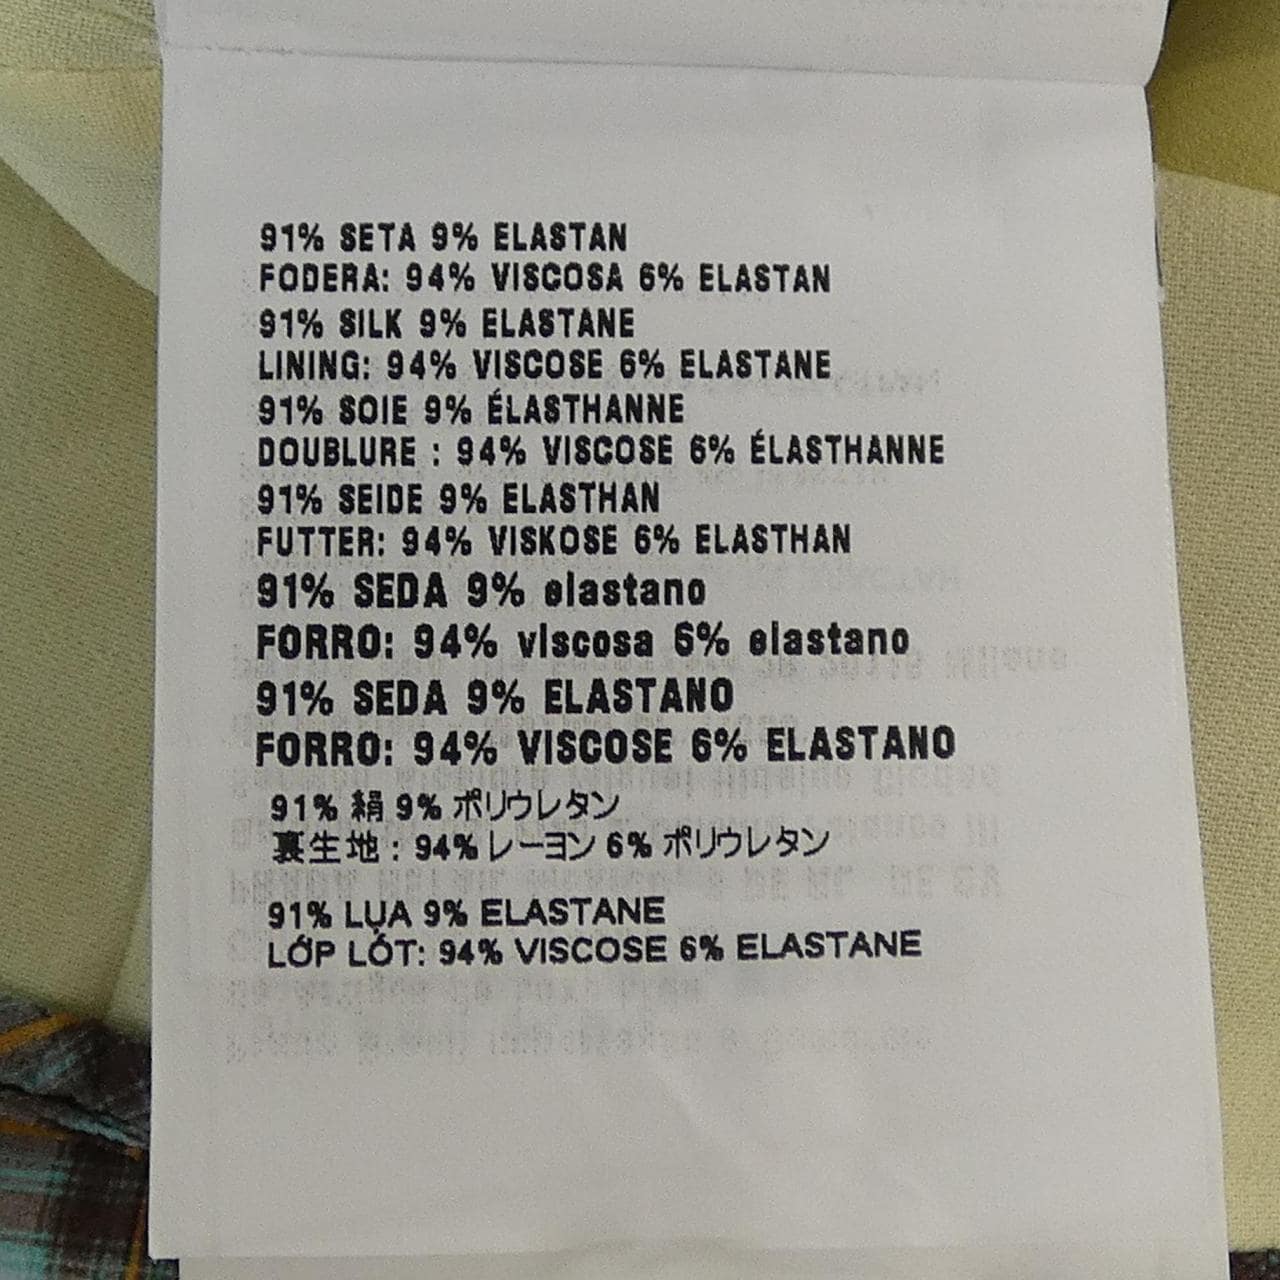 91% SETA 9% ELASTAN
FODERA: 94% VISCOSA 6% ELASTAN
91% SILK 9% ELASTANE
LINING: 94% VISCOSE 6% ELASTANE
91% SOIE 9% ÉLASTHANNE
DOUBLURE : 94% VISCOSE 6% ÉLASTHANNE
91% SEIDE 9% ELASTHAN
FUTTER: 94% VISKOSE 6% ELASTHAN
91% SEDA 9% elastano
FORRO: 94% viscosa 6% elastano
91% SEDA 9% ELASTANO
FORRO: 94% VISCOSE 6% ELASTANO
91% 絹 9% ポリウレタン
裏生地 : 94% レーヨン 6% ポリウレタン
91% LỤA 9% ELASTANE
LỚP LÓT: 94% VISCOSE 6% ELASTANE